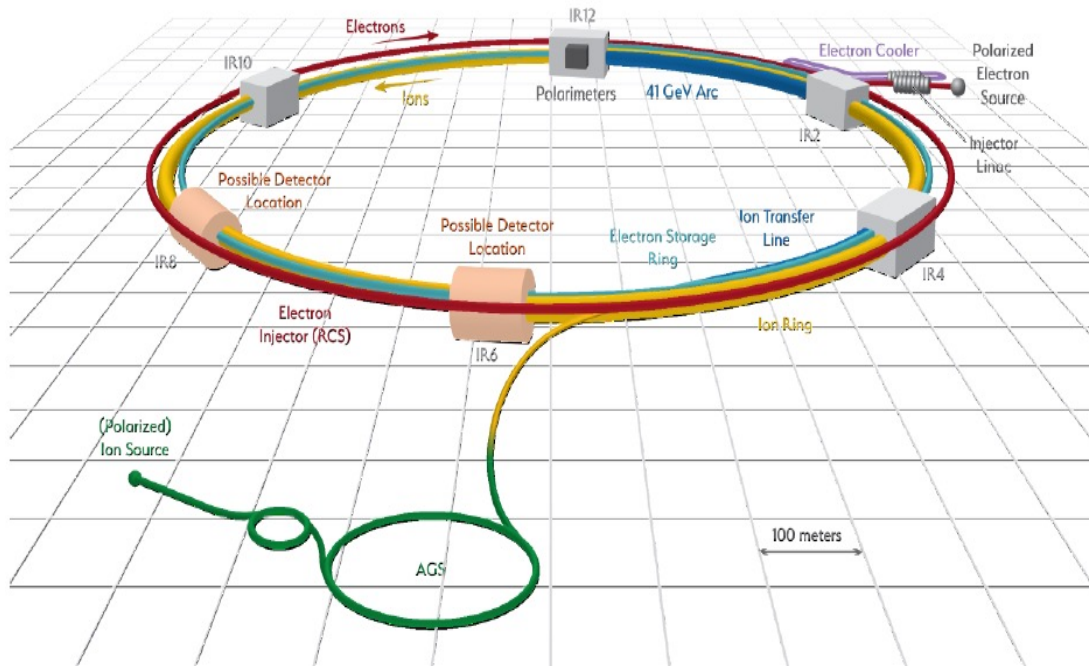 IR12
Electrons
IR10
Ions
Polarimeters
41 GeV Arc
Electron Cooler
Polarized
Electron
Source
IR2
Injector
Linac
Possible Detector
Location
Possible Detector
Location
Ion Transfer
Line
Electron Storage
Ring
IR8
IR4
Electron
Injector (RCS)
Ion Ring
IR6
(Polarized)
Ion Source
100 meters
AGS